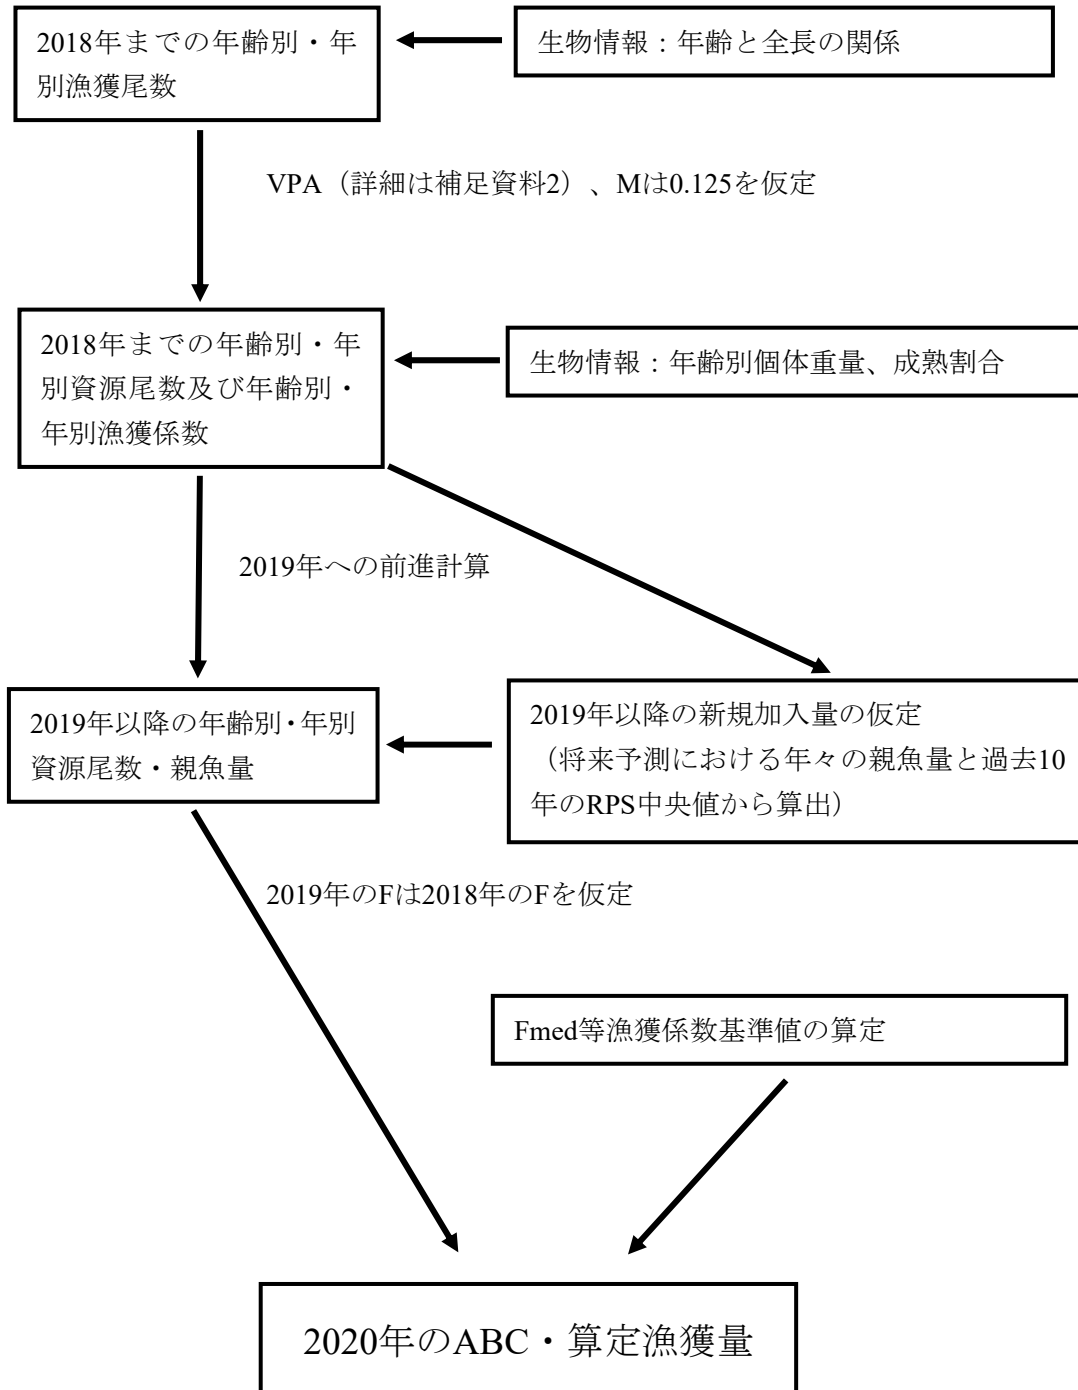 2018年までの年齢別・年
別漁獲尾数
生物情報：年齢と全長の関係
VPA（詳細は補足資料2）、Mは0.125を仮定
2018年までの年齢別・年
別資源尾数及び年齢別・
年別漁獲係数
生物情報：年齢別個体重量、成熟割合
2019年への前進計算
2019年以降の年齢別・年別
資源尾数・親魚量
2019年以降の新規加入量の仮定
（将来予測における年々の親魚量と過去10
年のRPS中央値から算出）
2019年のFは2018年のFを仮定
Fmed等漁獲係数基準値の算定
2020年のABC・算定漁獲量